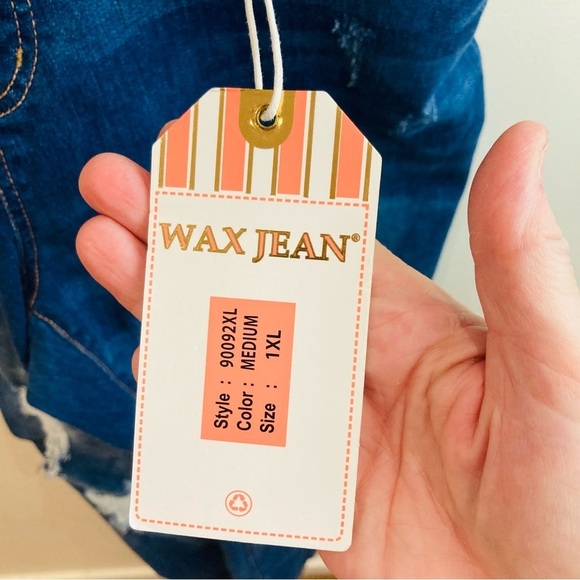 WAX JEAN®
Style : 90092XL
Color : MEDIUM
Size : 1XL